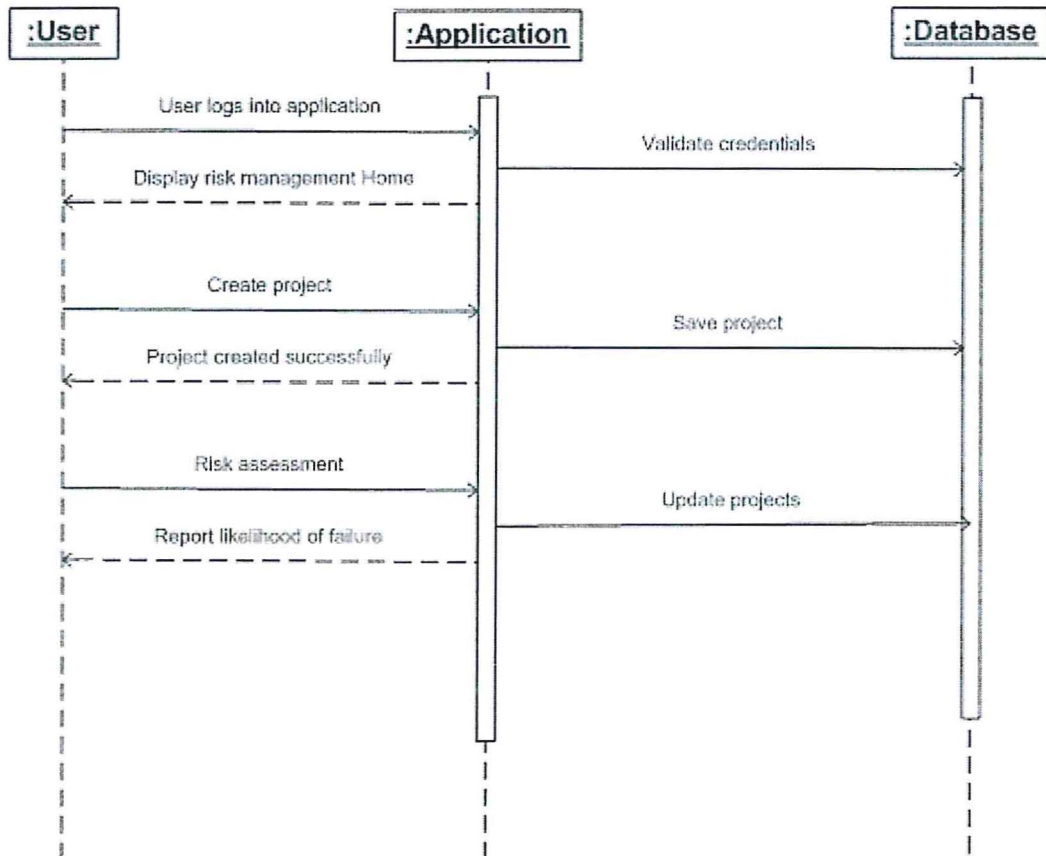 :User
:Application
:Database
User logs into application
Validate credentials
Display risk management Home
Create project
Save project
Project created successfully
Risk assessment
Update projects
Report likelihood of failure